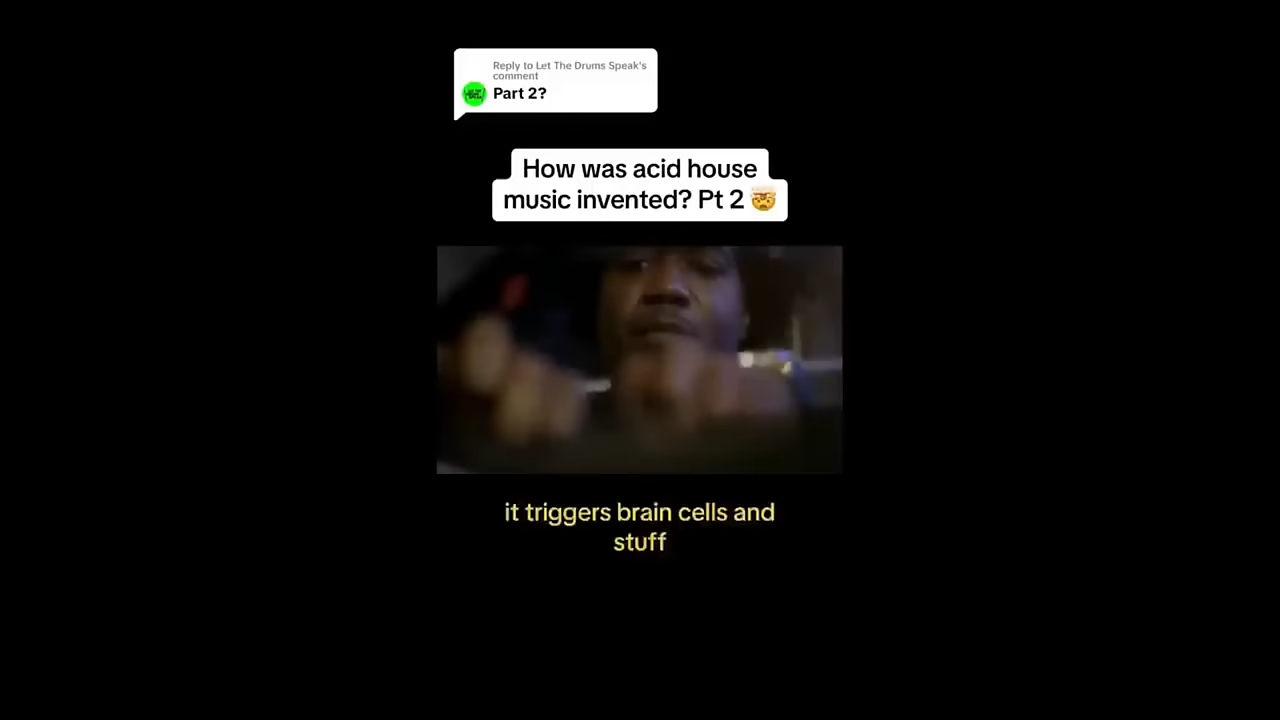 Reply to Let The Drums Speak's
comment
Part 2?
How was acid house
music invented? Pt 2 🤯
it triggers brain cells and
stuff